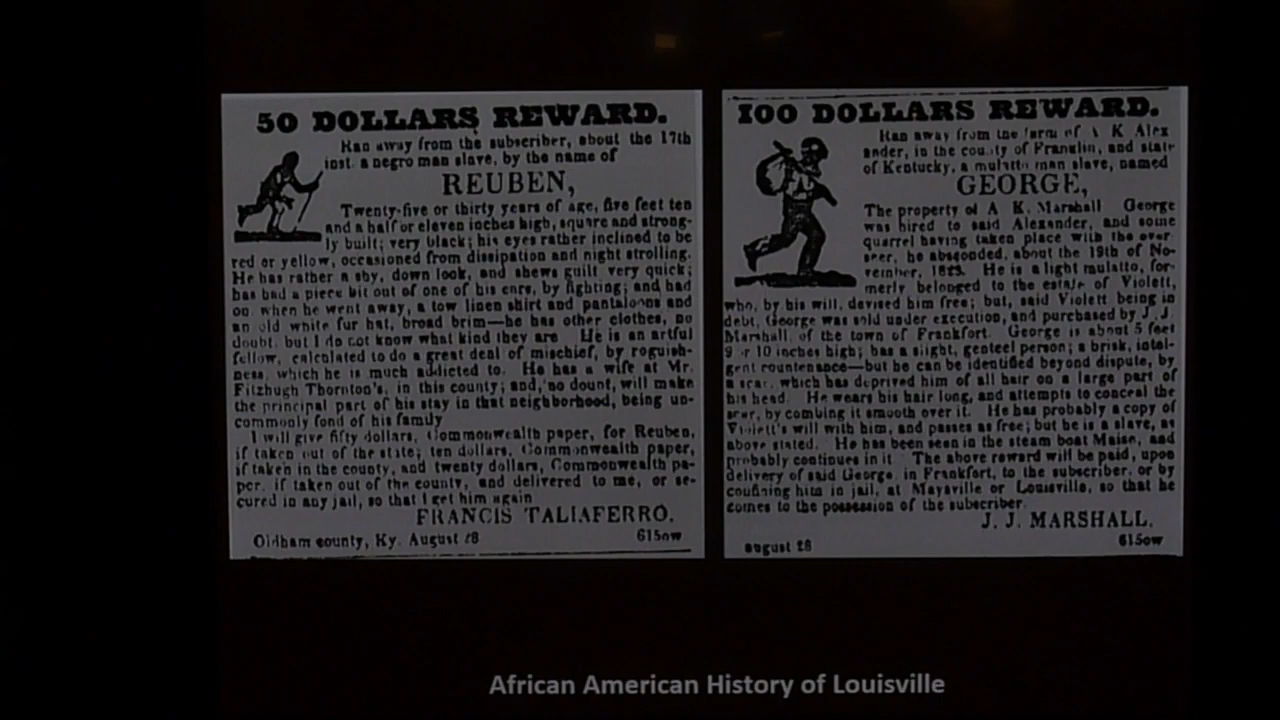 50 DOLLARS REWARD.
Ran away from the subscriber, about the 17th
inst. a negro man slave, by the name of
REUBEN,
Twenty-five or thirty years of age, five feet ten
and a half or eleven inches high, square and strong-
ly built; very black; his eyes rather inclined to be
red or yellow, occasioned from dissipation and night strolling.
He has rather a shy, down look, and shews guilt very quick;
has had a piece bit out of one of his ears, by fighting; and had
on, when he went away, a tow linen shirt and pantaloons and
an old white fur hat, broad brim—he has other clothes, no
doubt, but I do not know what kind they are He is an artful
fellow, calculated to do a great deal of mischief, by roguish-
ness, which he is much addicted to. He has a wife at Mr.
Fitzhugh Thornton's, in this county; and, no doubt, will make
the principal part of his stay in that neighborhood, being un-
commonly fond of his family
I will give fifty dollars, Commonwealth paper, for Reuben,
if taken out of the state; ten dollars, Commonwealth paper,
if taken in the county, and twenty dollars, Commonwealth pa-
per, if taken out of the county, and delivered to me, or se-
cured in any jail, so that I get him again
FRANCIS TALIAFERRO.
Oldham county, Ky. August 28 615ow
100 DOLLARS REWARD.
Ran away from the farm of A K Alex
ander, in the county of Franklin, and state
of Kentucky, a mulatto man slave, named
GEORGE,
The property of A K. Marshall George
was hired to said Alexander, and some
quarrel having taken place with the over-
seer, he absconded, about the 19th of No-
vember, He is a light mulatto, for-
merly belonged to the estate of Violett,
who, by his will, devised him free; but, said Violett being in
debt, George was sold under execution, and purchased by J. J.
Marshall, of the town of Frankfort. George is about 5 feet
9 or 10 inches high; has a slight, genteel person; a brisk, intel-
gent countenance—but he can be identified beyond dispute, by
a scar, which has deprived him of all hair on a large part of
his head. He wears his hair long, and attempts to conceal the
scar, by combing it smooth over it. He has probably a copy of
Violett's will with him, and passes as free; but he is a slave, as
above stated. He has been seen in the steam boat and
probably continues in it The above reward will be paid, upon
delivery of said George, in Frankfort, to the subscriber, or by
confining him in jail, at Maysville or Louisville, so that he
comes to the possession of the subscriber.
J. J. MARSHALL.
august 28 615ow
African American History of Louisville